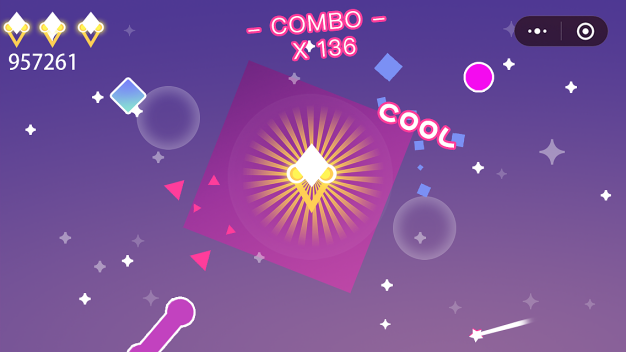 – COMBO –
X 136
957261
COOL